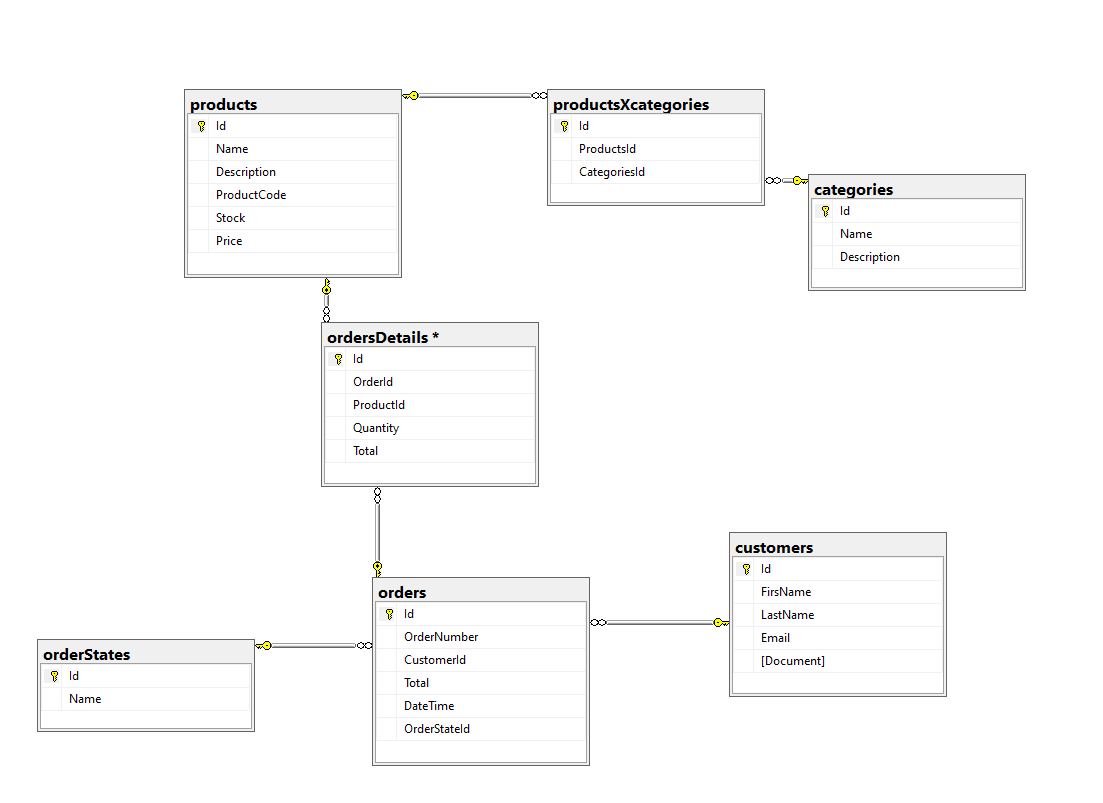 products
Id
Name
Description
ProductCode
Stock
Price
productsXcategories
Id
ProductsId
CategoriesId
categories
Id
Name
Description
ordersDetails *
Id
OrderId
ProductId
Quantity
Total
orders
Id
OrderNumber
CustomerId
Total
DateTime
OrderStateId
customers
Id
FirsName
LastName
Email
[Document]
orderStates
Id
Name